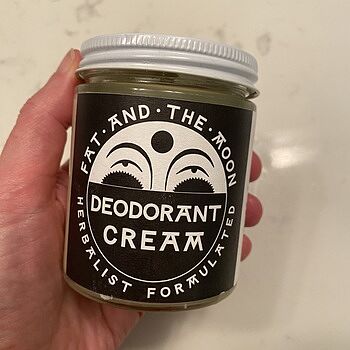 FAT·AND·THE·MOON
DEODORANT
CREAM
HERBALIST FORMULATED